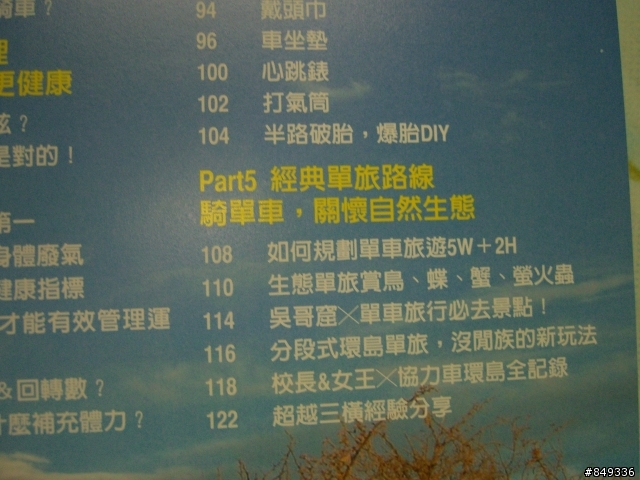 騎車？
更健康
是對的！
第一
身體廢氣
健康指標
才能有效管理運
& 回轉數？
什麼補充體力？
94 戴頭巾
96 車坐墊
100 心跳錶
102 打氣筒
104 半路破胎，爆胎DIY
Part5 經典單旅路線
騎單車，關懷自然生態
108 如何規劃單車旅遊5W＋2H
110 生態單旅賞鳥、蝶、蟹、螢火蟲
114 吳哥窟╳單車旅行必去景點！
116 分段式環島單旅，沒閒族的新玩法
118 校長&女王╳協力車環島全記錄
122 超越三橫經驗分享
#849336